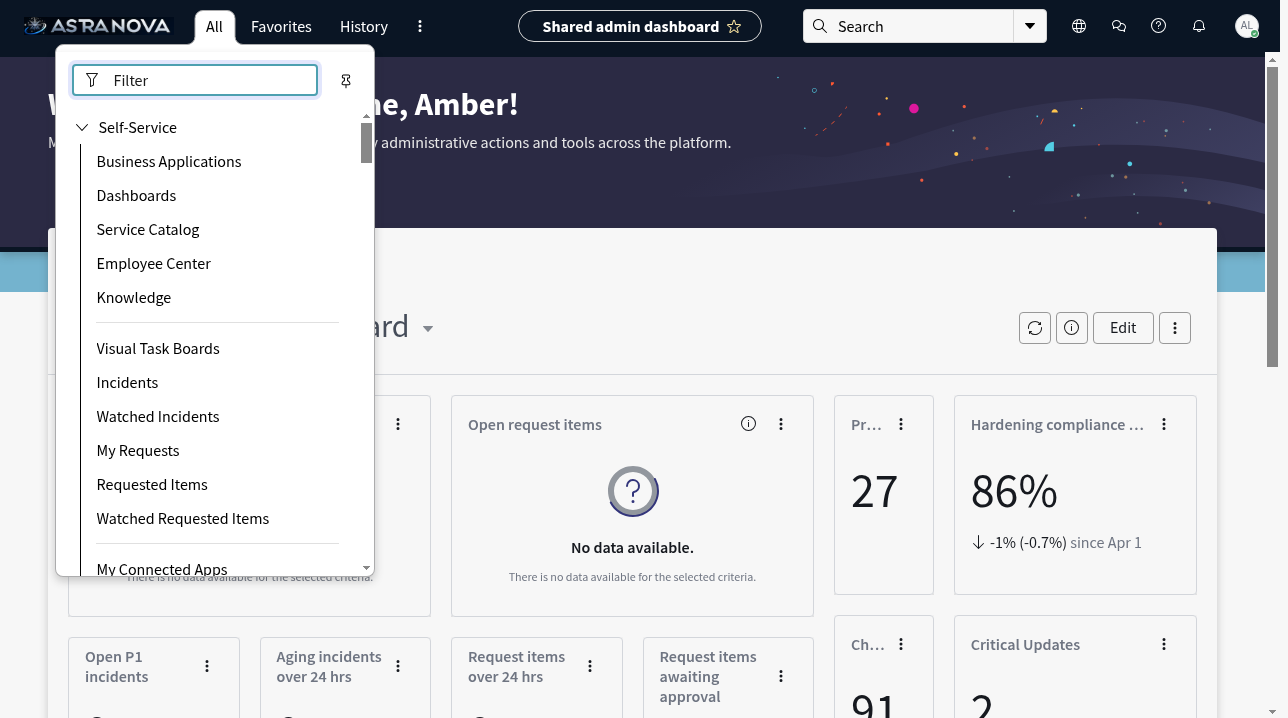 ASTRANOVA
All
Favorites
History
Shared admin dashboard
Search
AL
Filter
Self-Service
Business Applications
Dashboards
Service Catalog
Employee Center
Knowledge
Visual Task Boards
Incidents
Watched Incidents
My Requests
Requested Items
Watched Requested Items
My Connected Apps
me, Amber!
administrative actions and tools across the platform.
Edit
Open request items
No data available.
There is no data available for the selected criteria.
There is no data available for the selected criteria.
Pr...
27
Hardening compliance ...
86%
-1% (-0.7%) since Apr 1
Open P1
incidents
Aging incidents
over 24 hrs
Request items
over 24 hrs
Request items
awaiting
approval
Ch...
91
Critical Updates
2